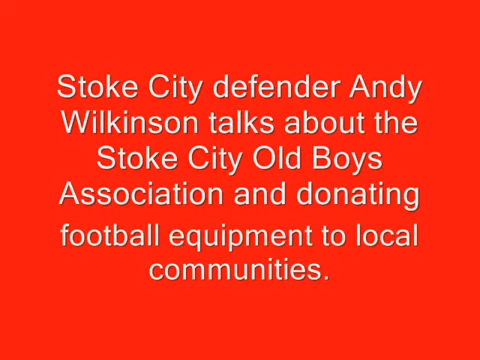 Stoke City defender Andy
Wilkinson talks about the
Stoke City Old Boys
Association and donating
football equipment to local
communities.